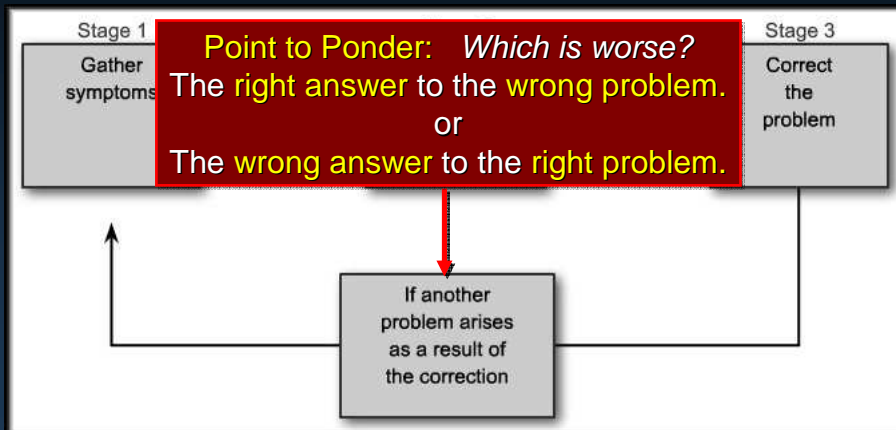 Stage 1
Gather
symptoms
Point to Ponder: Which is worse?
The right answer to the wrong problem.
or
The wrong answer to the right problem.
Stage 3
Correct
the
problem
If another
problem arises
as a result of
the correction